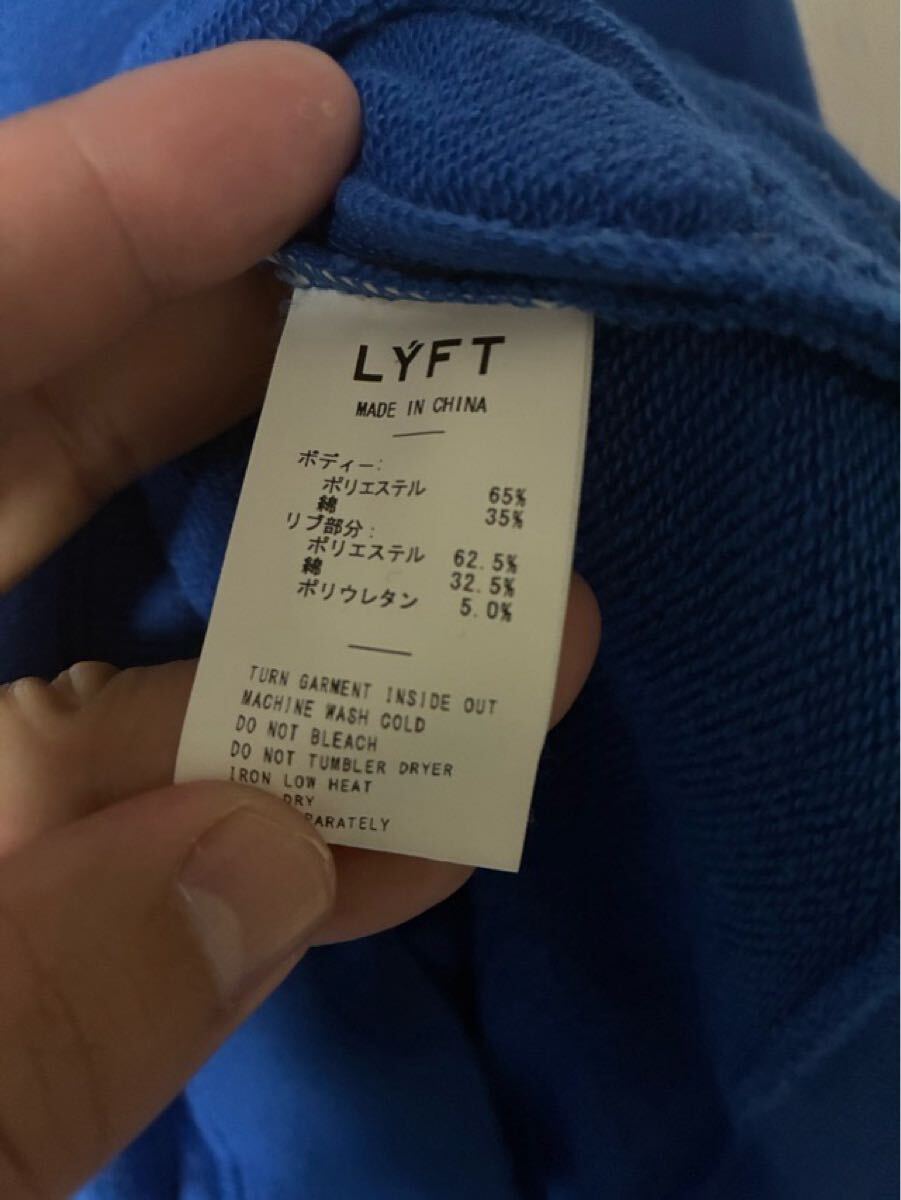 LÝFT
MADE IN CHINA
ボディー:
ポリエステル 65%
綿 35%
リブ部分:
ポリエステル 62.5%
綿 32.5%
ポリウレタン 5.0%
TURN GARMENT INSIDE OUT
MACHINE WASH COLD
DO NOT BLEACH
DO NOT TUMBLER DRYER
IRON LOW HEAT
DRY